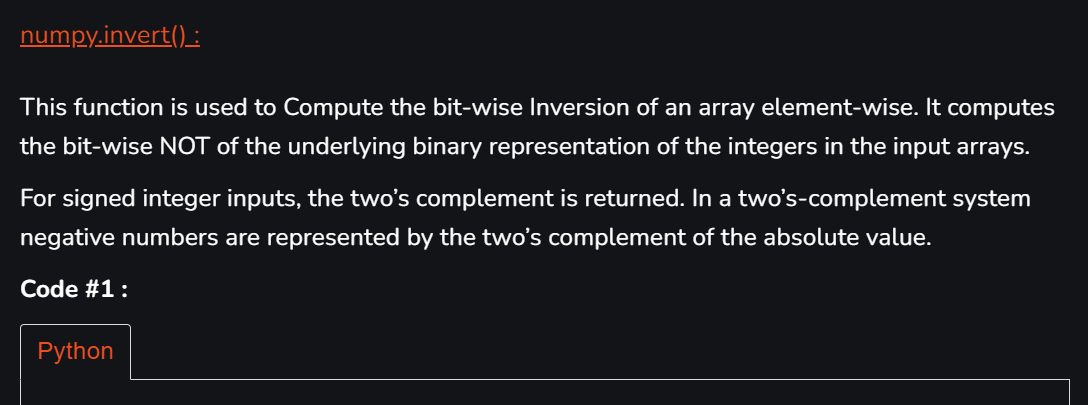 numpy.invert() :
This function is used to Compute the bit-wise Inversion of an array element-wise. It computes
the bit-wise NOT of the underlying binary representation of the integers in the input arrays.
For signed integer inputs, the two’s complement is returned. In a two’s-complement system
negative numbers are represented by the two’s complement of the absolute value.
Code #1 :
Python